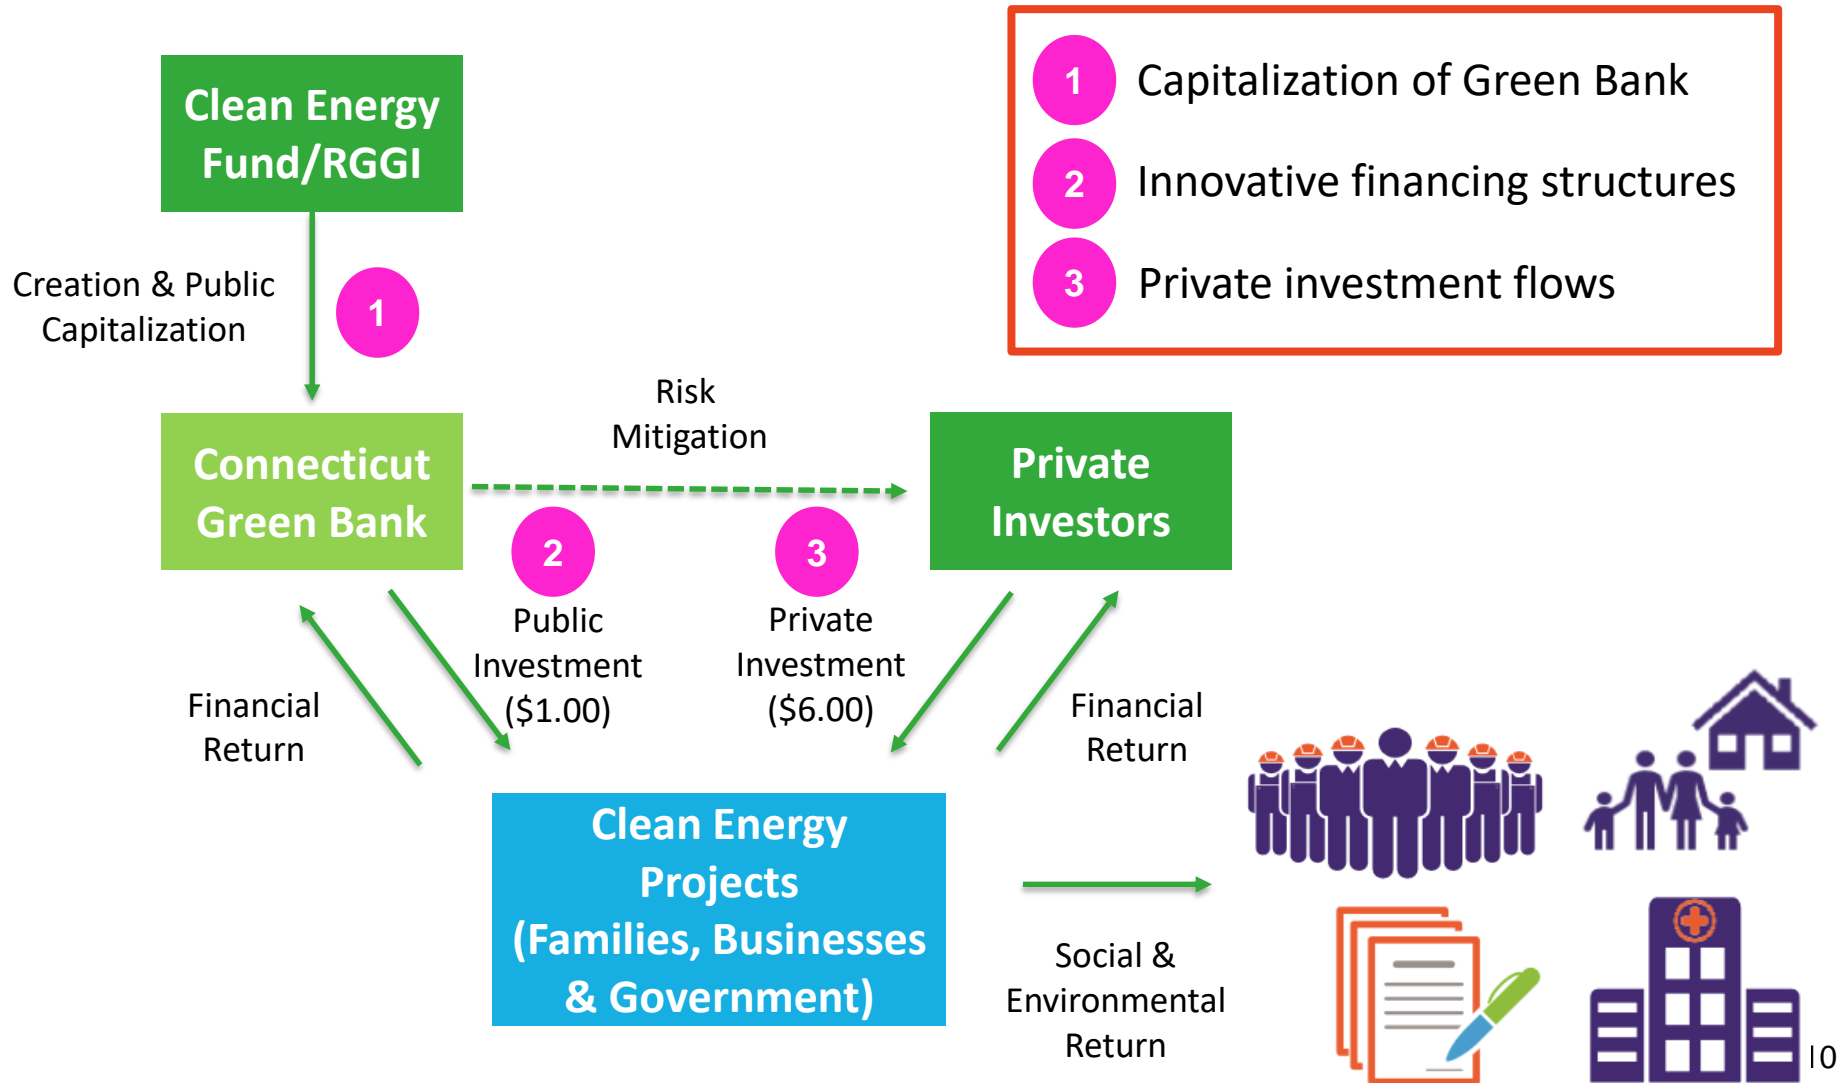 Clean Energy
Fund/RGGI
1 Capitalization of Green Bank
2 Innovative financing structures
3 Private investment flows
Creation & Public
Capitalization
1
Risk
Mitigation
Connecticut
Green Bank
Private
Investors
2
Public
Investment
($1.00)
3
Private
Investment
($6.00)
Financial
Return
Financial
Return
Clean Energy
Projects
(Families, Businesses
& Government)
Social &
Environmental
Return
10